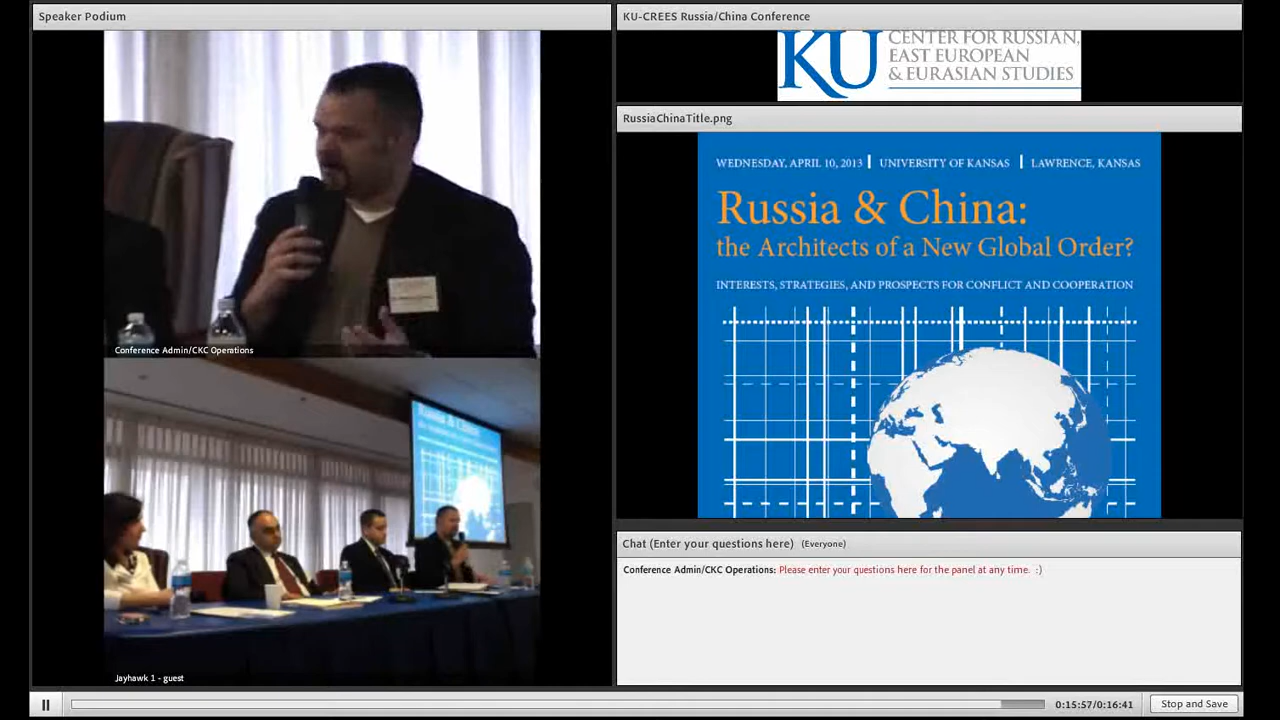 Speaker Podium
Conference Admin/CKC Operations
Russia & China
Jayhawk 1 - guest
KU-CREES Russia/China Conference
KU
CENTER FOR RUSSIAN,
EAST EUROPEAN
& EURASIAN STUDIES
RussiaChinaTitle.png
WEDNESDAY, APRIL 10, 2013 | UNIVERSITY OF KANSAS | LAWRENCE, KANSAS
Russia & China:
the Architects of a New Global Order?
INTERESTS, STRATEGIES, AND PROSPECTS FOR CONFLICT AND COOPERATION
Chat (Enter your questions here) (Everyone)
Conference Admin/CKC Operations: Please enter your questions here for the panel at any time. :)
0:15:57/0:16:41
Stop and Save